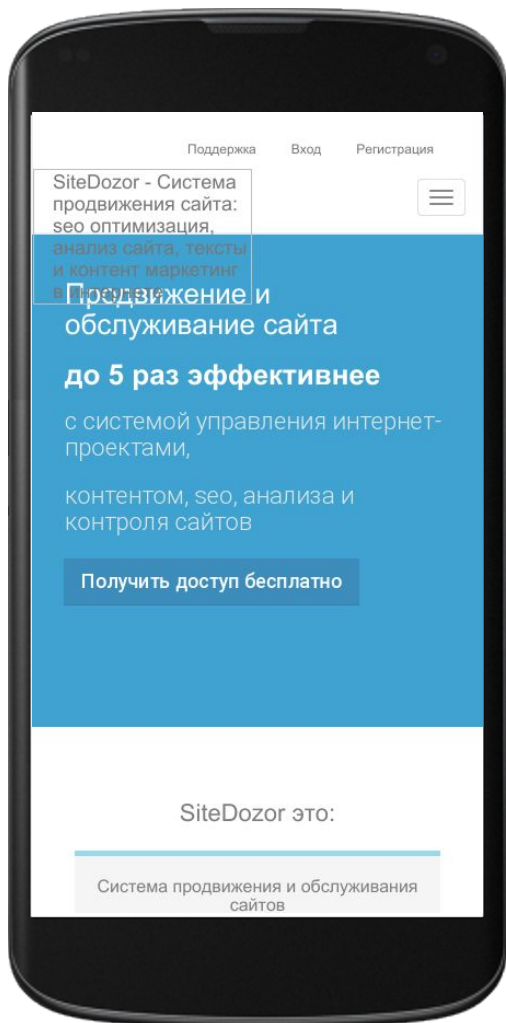 Поддержка Вход Регистрация
SiteDozor - Система
продвижения сайта:
seo оптимизация,
анализ сайта, тексты
и контент маркетинг
в интернете
Продвижение и
обслуживание сайта
до 5 раз эффективнее
с системой управления интернет-
проектами,
контентом, seo, анализа и
контроля сайтов
Получить доступ бесплатно
SiteDozor это:
Система продвижения и обслуживания
сайтов